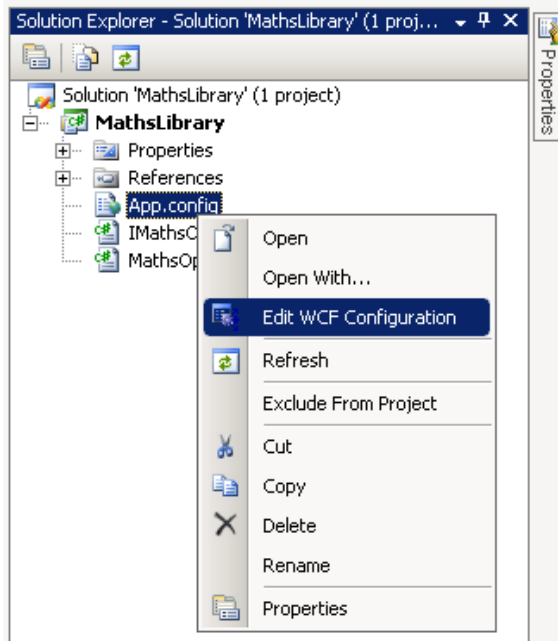 Solution Explorer - Solution 'MathsLibrary' (1 proj...
Properties
Solution 'MathsLibrary' (1 project)
MathsLibrary
Properties
References
App.config
IMathsO
MathsOp
Open
Open With...
Edit WCF Configuration
Refresh
Exclude From Project
Cut
Copy
Delete
Rename
Properties